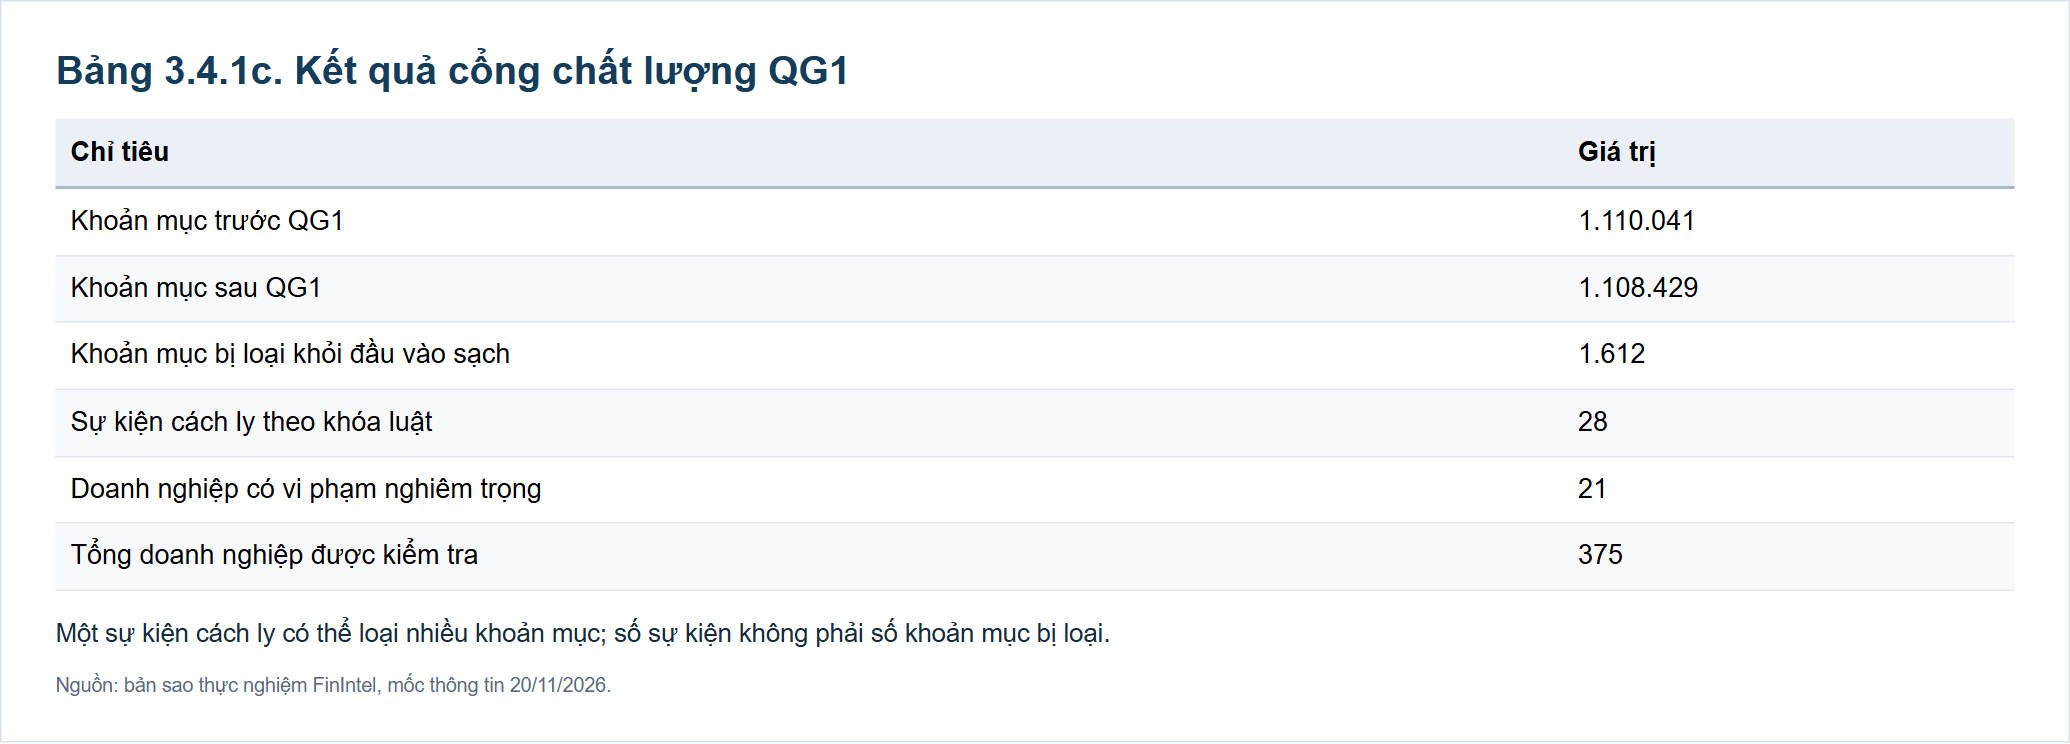 Bảng 3.4.1c. Kết quả cổng chất lượng QG1
Chỉ tiêu Giá trị
Khoản mục trước QG1 1.110.041
Khoản mục sau QG1 1.108.429
Khoản mục bị loại khỏi đầu vào sạch 1.612
Sự kiện cách ly theo khóa luật 28
Doanh nghiệp có vi phạm nghiêm trọng 21
Tổng doanh nghiệp được kiểm tra 375
Một sự kiện cách ly có thể loại nhiều khoản mục; số sự kiện không phải số khoản mục bị loại.
Nguồn: bản sao thực nghiệm FinIntel, mốc thông tin 20/11/2026.